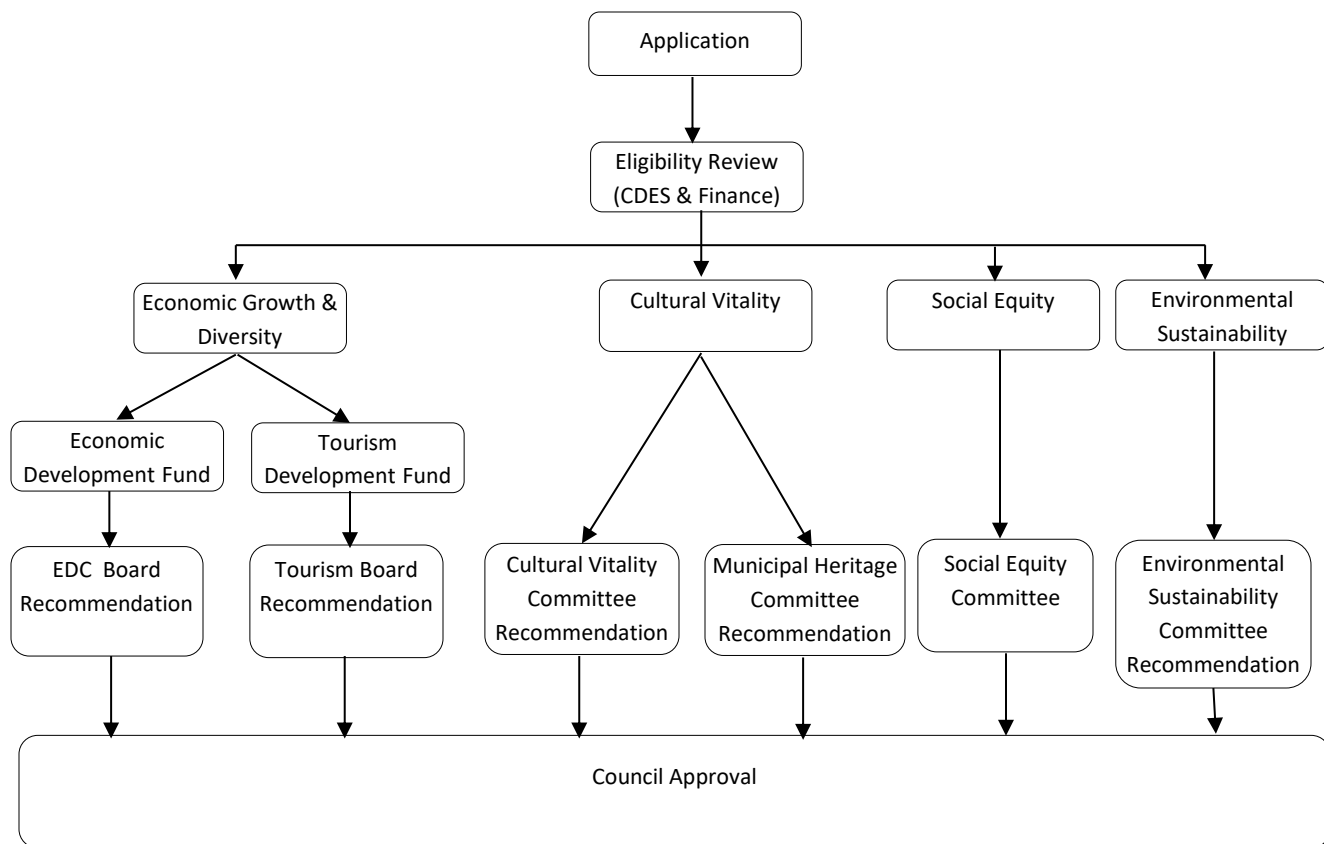 Application
Eligibility Review
(CDES & Finance)
Economic Growth &
Diversity
Cultural Vitality
Social Equity
Environmental
Sustainability
Economic
Development Fund
Tourism
Development Fund
EDC Board
Recommendation
Tourism Board
Recommendation
Cultural Vitality
Committee
Recommendation
Municipal Heritage
Committee
Recommendation
Social Equity
Committee
Environmental
Sustainability
Committee
Recommendation
Council Approval